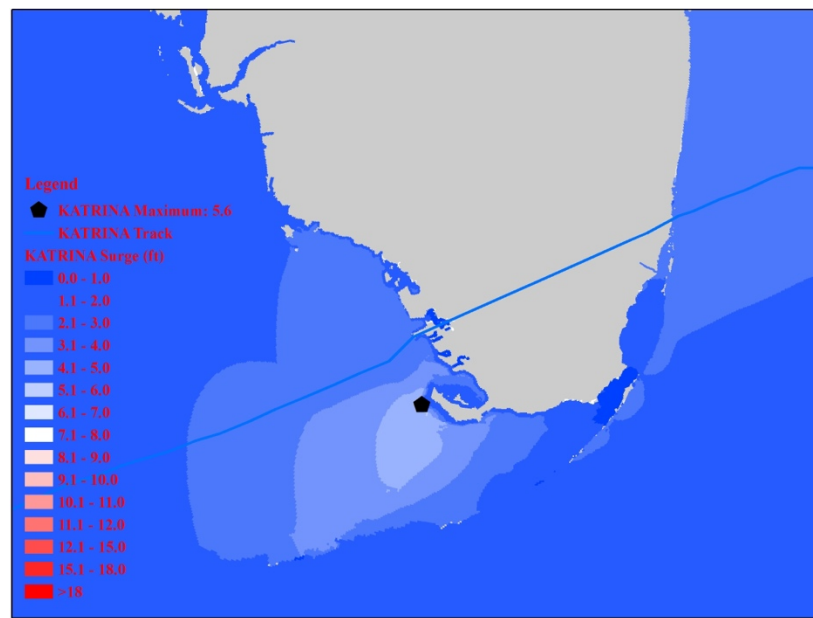 Legend
KATRINA Maximum: 5.6
KATRINA Track
KATRINA Surge (ft)
0.0 - 1.0
1.1 - 2.0
2.1 - 3.0
3.1 - 4.0
4.1 - 5.0
5.1 - 6.0
6.1 - 7.0
7.1 - 8.0
8.1 - 9.0
9.1 - 10.0
10.1 - 11.0
11.1 - 12.0
12.1 - 15.0
15.1 - 18.0
>18